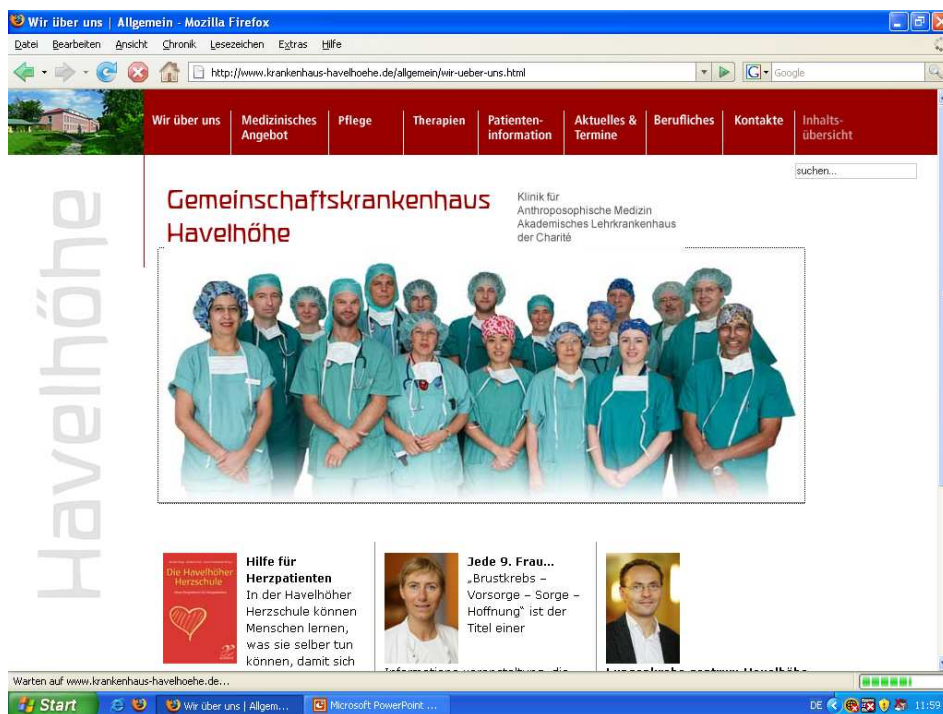 Wir über uns | Allgemein - Mozilla Firefox
Datei Bearbeiten Ansicht Chronik Lesezeichen Extras Hilfe
http://www.krankenhaus-havelhoehe.de/allgemein/wir-ueber-uns.html
G Google
Wir über uns
Medizinisches
Angebot
Pflege
Therapien
Patienten-
information
Aktuelles &
Termine
Berufliches
Kontakte
Inhalts-
übersicht
suchen...
Havelhöhe
Gemeinschaftskrankenhaus
Havelhöhe
Klinik für
Anthroposophische Medizin
Akademisches Lehrkrankenhaus
der Charité
Die Havelhöher
Herzschule
Hilfe für
Herzpatienten
In der Havelhöher
Herzschule können
Menschen lernen,
was sie selber tun
können, damit sich
Jede 9. Frau...
„Brustkrebs –
Vorsorge – Sorge –
Hoffnung" ist der
Titel einer
Warten auf www.krankenhaus-havelhoehe.de...
Start
Wir über uns | Allgem...
Microsoft PowerPoint ...
DE
11:59